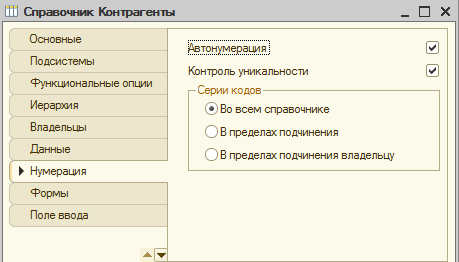 Справочник Контрагенты
Основные
Подсистемы
Функциональные опции
Иерархия
Владельцы
Данные
Нумерация
Формы
Поле ввода
Автонумерация
Контроль уникальности
Серии кодов
Во всем справочнике
В пределах подчинения
В пределах подчинения владельцу